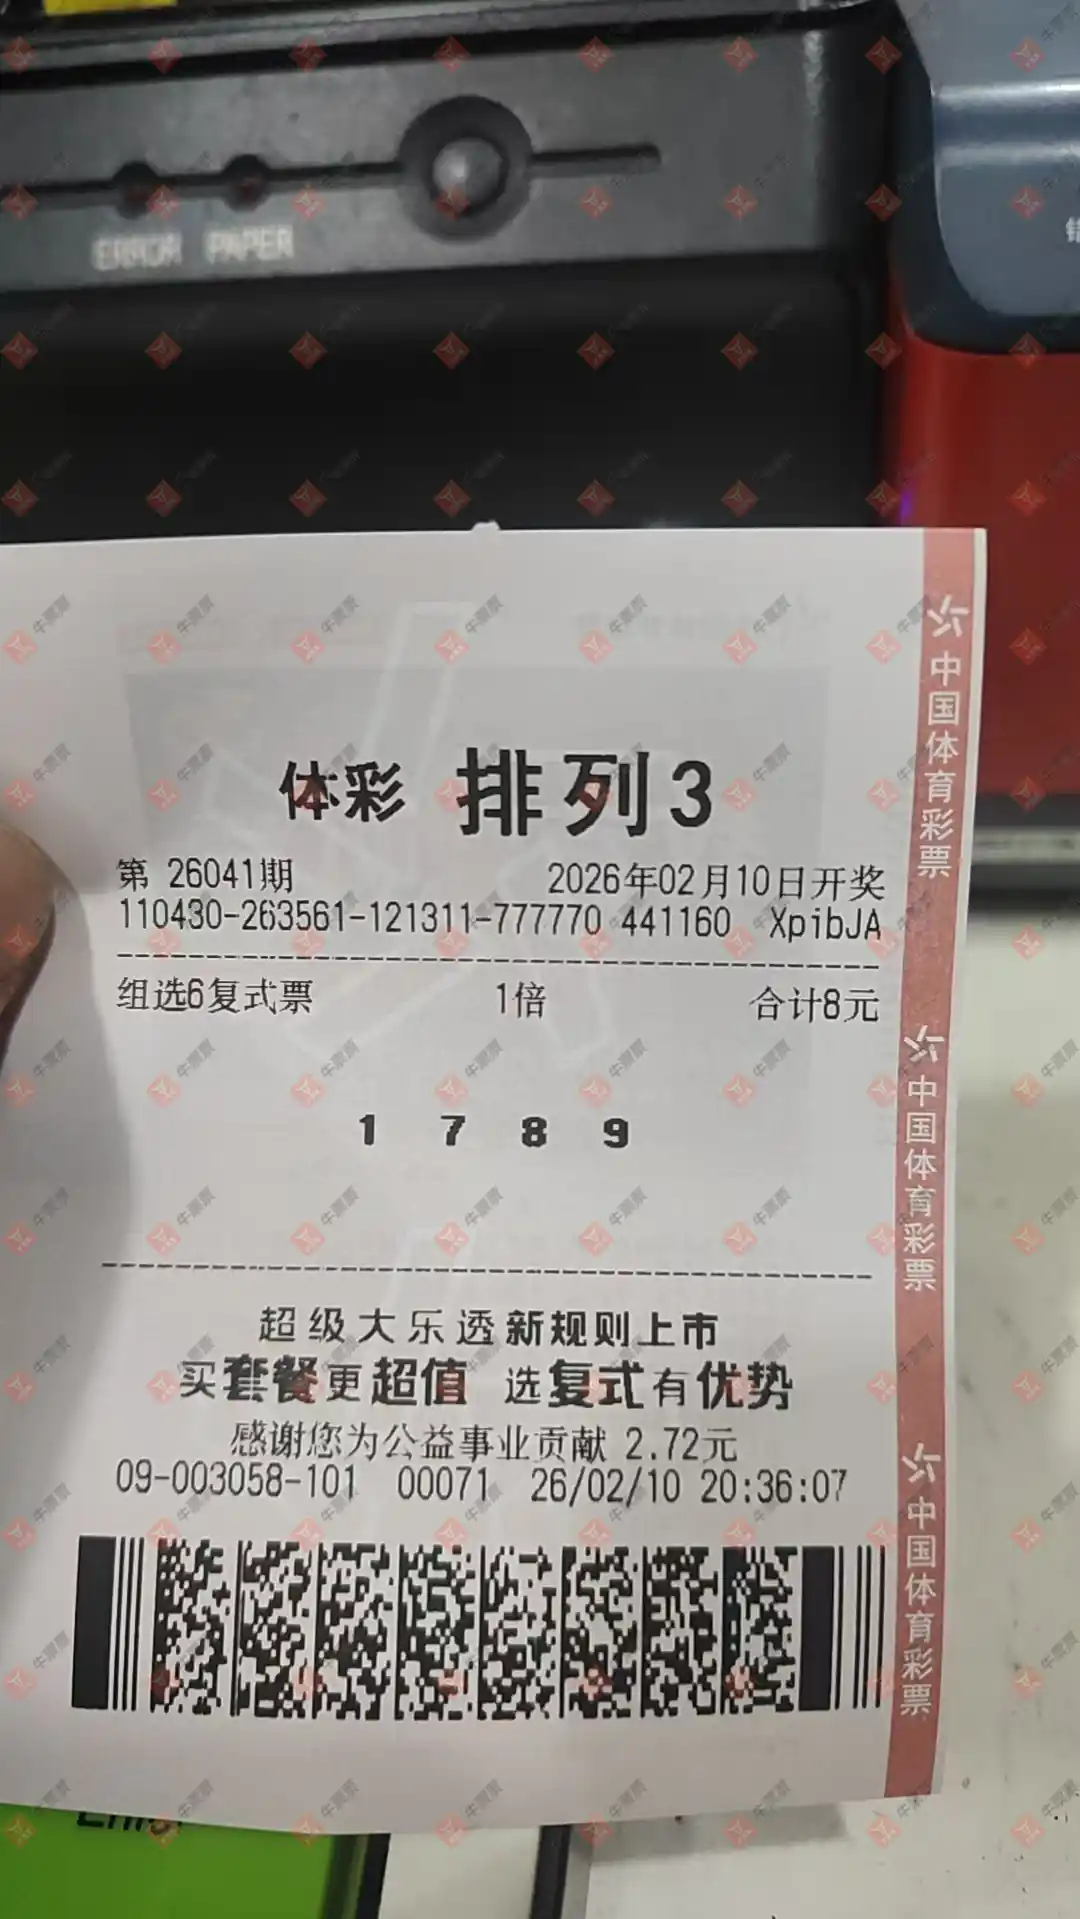 ERROR PAPER
体彩 排列3
第 26041期 2026年02月10日开奖
110430-263561-121311-777770 441160 XpibJA
组选6复式票 1倍 合计8元
1 7 8 9
超级大乐透新规则上市
买套餐更超值 选复式有优势
感谢您为公益事业贡献 2.72元
09-003058-101 00071 26/02/10 20:36:07
中国体育彩票
中国体育彩票
中国体育彩票
牛票票